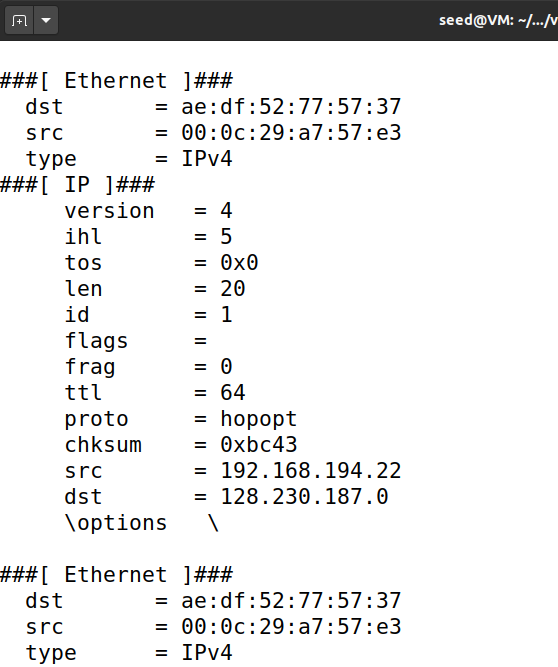 seed@VM: ~/.../v
###[ Ethernet ]###
  dst       = ae:df:52:77:57:37
  src       = 00:0c:29:a7:57:e3
  type      = IPv4
###[ IP ]###
     version   = 4
     ihl       = 5
     tos       = 0x0
     len       = 20
     id        = 1
     flags     =
     frag      = 0
     ttl       = 64
     proto     = hopopt
     chksum    = 0xbc43
     src       = 192.168.194.22
     dst       = 128.230.187.0
     \options   \
###[ Ethernet ]###
  dst       = ae:df:52:77:57:37
  src       = 00:0c:29:a7:57:e3
  type      = IPv4